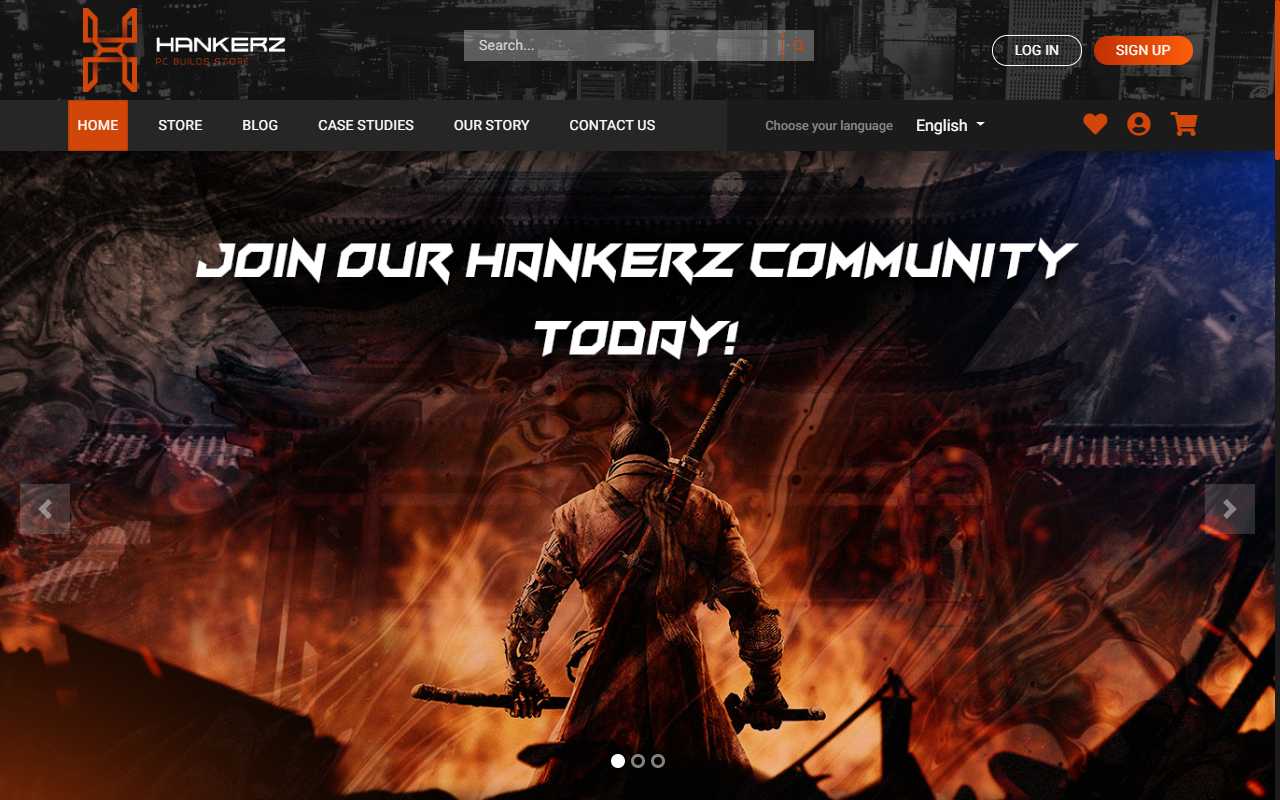 HANKERZ
PC BUILDS STORE
Search...
LOG IN
SIGN UP
HOME
STORE
BLOG
CASE STUDIES
OUR STORY
CONTACT US
Choose your language
English
JOIN OUR HANKERZ COMMUNITY
TODAY!